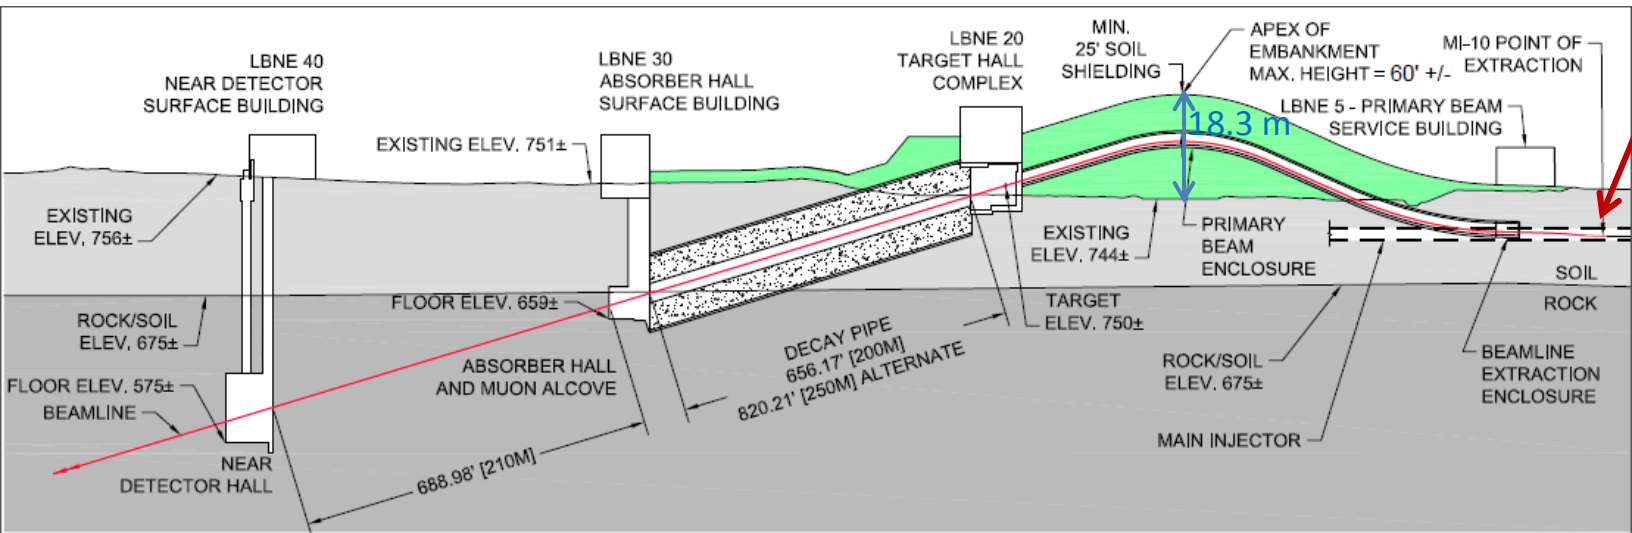 LBNE 40
NEAR DETECTOR
SURFACE BUILDING
LBNE 30
ABSORBER HALL
SURFACE BUILDING
LBNE 20
TARGET HALL
COMPLEX
MIN.
25' SOIL
SHIELDING
APEX OF
EMBANKMENT
MAX. HEIGHT = 60' +/-
MI-10 POINT OF
EXTRACTION
LBNE 5 - PRIMARY BEAM
SERVICE BUILDING
18.3 m
EXISTING ELEV. 751±
EXISTING
ELEV. 756±
EXISTING
ELEV. 744±
PRIMARY
BEAM
ENCLOSURE
SOIL
ROCK
FLOOR ELEV. 659±
TARGET
ELEV. 750±
ROCK/SOIL
ELEV. 675±
DECAY PIPE
656.17' [200M]
820.21' [250M] ALTERNATE
ABSORBER HALL
AND MUON ALCOVE
ROCK/SOIL
ELEV. 675±
BEAMLINE
EXTRACTION
ENCLOSURE
FLOOR ELEV. 575±
BEAMLINE
MAIN INJECTOR
NEAR
DETECTOR HALL
688.98' [210M]